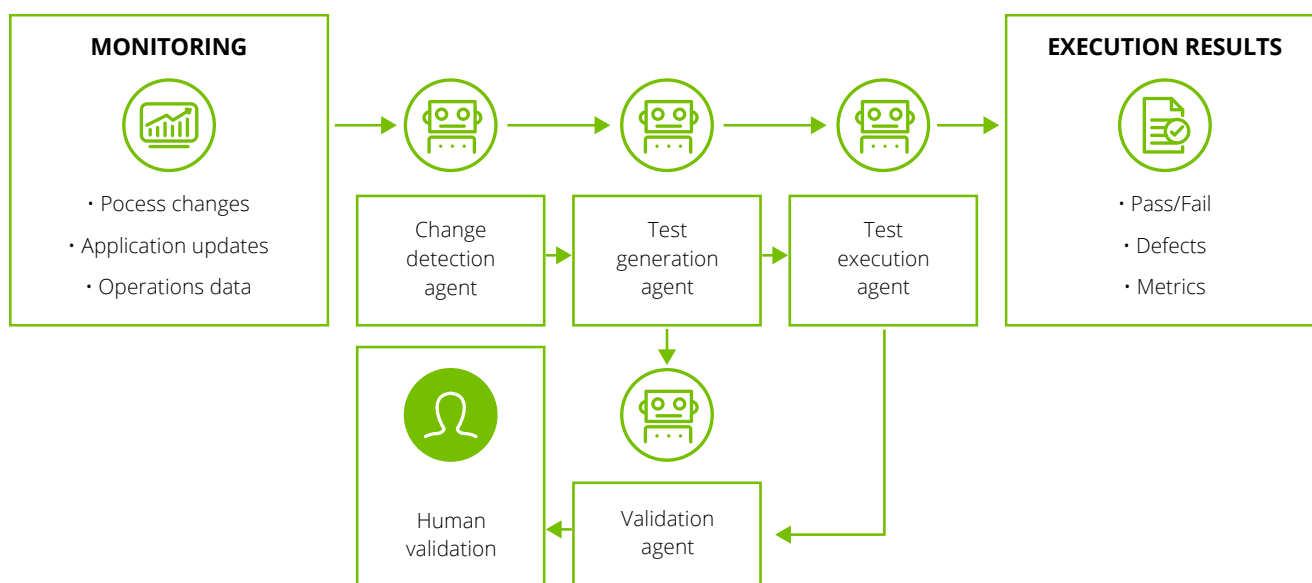 MONITORING
• Pocess changes
• Application updates
• Operations data
Change
detection
agent
Test
generation
agent
Test
execution
agent
EXECUTION RESULTS
• Pass/Fail
• Defects
• Metrics
Human
validation
Validation
agent